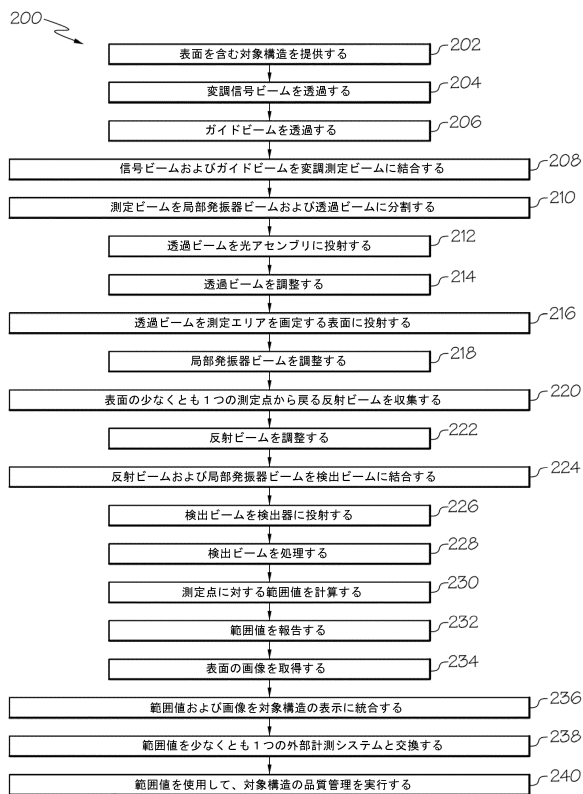 200
表面を含む対象構造を提供する 202
変調信号ビームを透過する 204
ガイドビームを透過する 206
信号ビームおよびガイドビームを変調測定ビームに結合する 208
測定ビームを局部発振器ビームおよび透過ビームに分割する 210
透過ビームを光アセンブリに投射する 212
透過ビームを調整する 214
透過ビームを測定エリアを画定する表面に投射する 216
局部発振器ビームを調整する 218
表面の少なくとも1つの測定点から戻る反射ビームを収集する 220
反射ビームを調整する 222
反射ビームおよび局部発振器ビームを検出ビームに結合する 224
検出ビームを検出器に投射する 226
検出ビームを処理する 228
測定点に対する範囲値を計算する 230
範囲値を報告する 232
表面の画像を取得する 234
範囲値および画像を対象構造の表示に統合する 236
範囲値を少なくとも1つの外部計測システムと交換する 238
範囲値を使用して、対象構造の品質管理を実行する 240